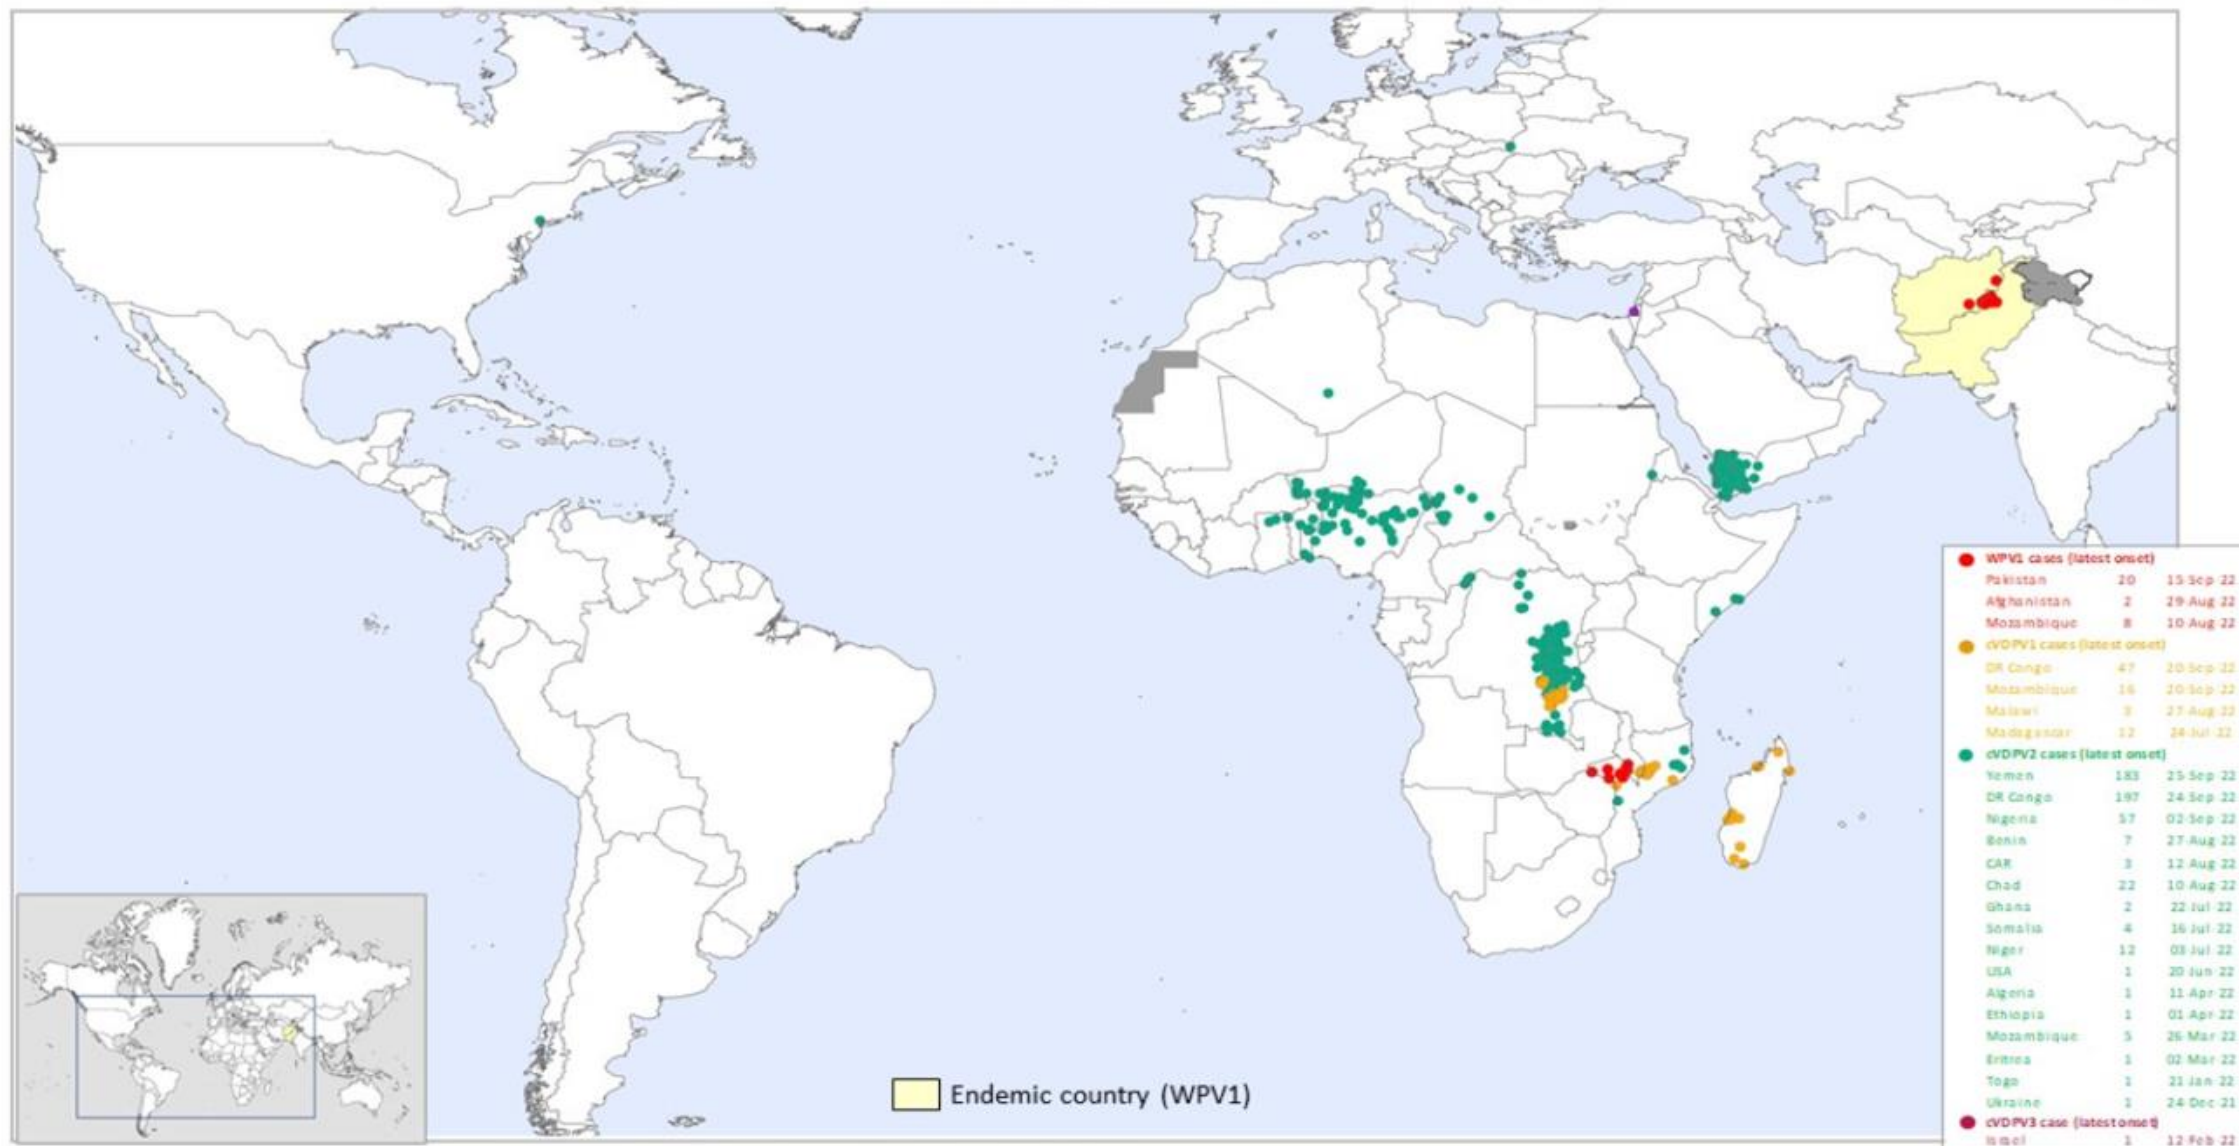 Endemic country (WPV1)
WPV1 cases (latest onset)
Pakistan 20 15-Sep-22
Afghanistan 2 29-Aug-22
Mozambique 8 10-Aug-22
cVDPV1 cases (latest onset)
DR Congo 47 20-Sep-22
Mozambique 16 20-Sep-22
Malawi 3 27-Aug-22
Madagascar 12 24-Jul-22
cVDPV2 cases (latest onset)
Yemen 183 25-Sep-22
DR Congo 197 24-Sep-22
Nigeria 57 02-Sep-22
Benin 7 27-Aug-22
CAR 3 12-Aug-22
Chad 22 10-Aug-22
Ghana 2 22-Jul-22
Somalia 4 16-Jul-22
Niger 12 03-Jul-22
USA 1 20-Jun-22
Algeria 1 11-Apr-22
Ethiopia 1 01-Apr-22
Mozambique 5 26-Mar-22
Eritrea 1 02-Mar-22
Togo 1 21-Jan-22
Ukraine 1 24-Dec-21
cVDPV3 case (latest onset)
Israel 1 12-Feb-22